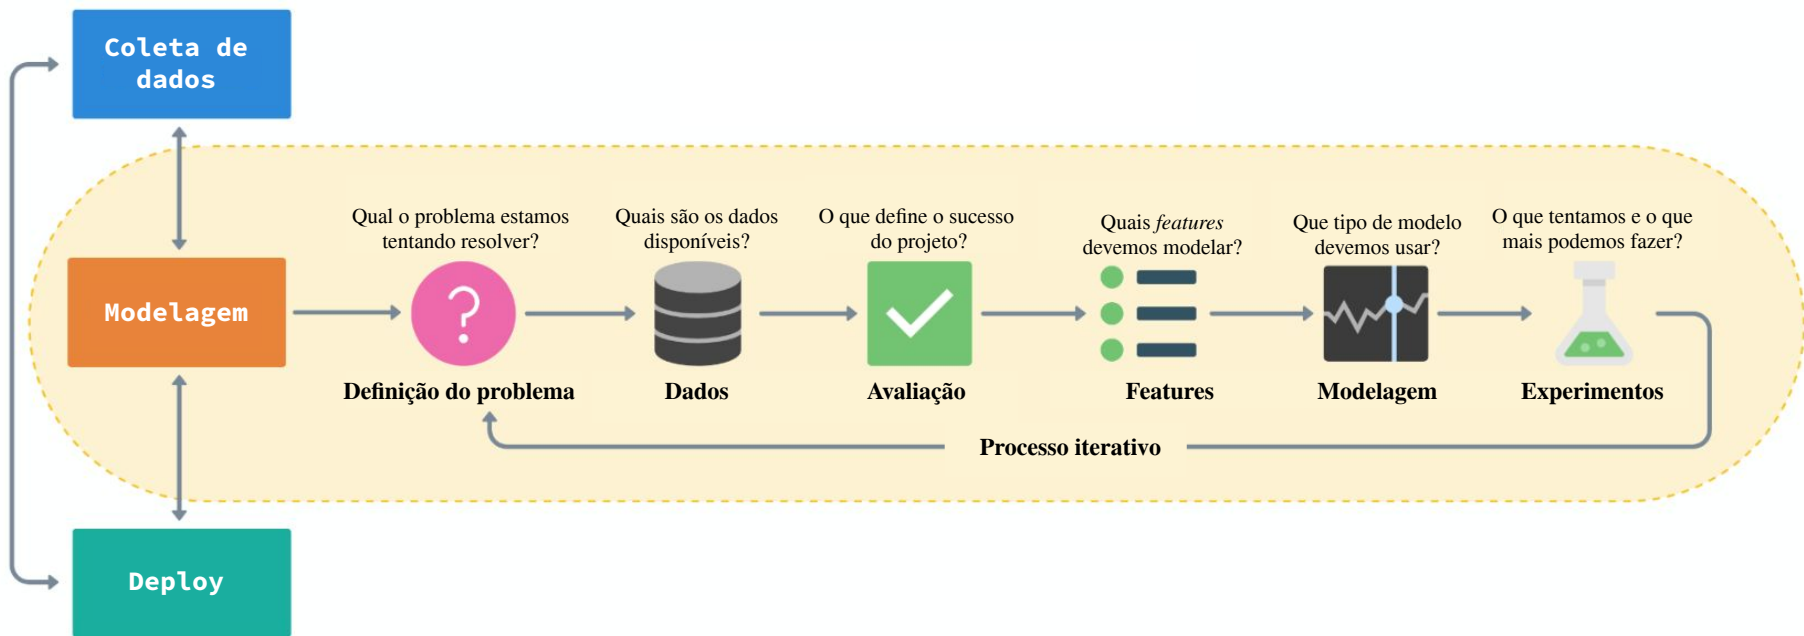 Coleta de
dados
Qual o problema estamos
tentando resolver?
Quais são os dados
disponíveis?
O que define o sucesso
do projeto?
Quais features
devemos modelar?
Que tipo de modelo
devemos usar?
O que tentamos e o que
mais podemos fazer?
Modelagem
Definição do problema
Dados
Avaliação
Features
Modelagem
Experimentos
Processo iterativo
Deploy